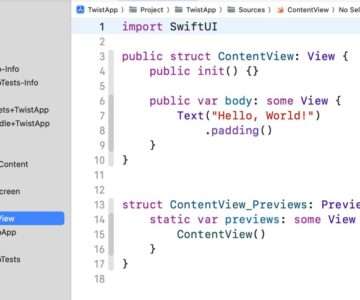 TwistApp 〉 Project 〉 TwistApp 〉 Sources 〉 ContentView 〉 No Sel
-Info
Tests-Info
ets+TwistApp
dle+TwistApp
Content
creen
View
App
Tests
1 import SwiftUI
2
3 public struct ContentView: View {
4 public init() {}
5
6 public var body: some View {
7 Text("Hello, World!")
8 .padding()
9 }
10 }
11
12
13 struct ContentView_Previews: Previe
14 static var previews: some View
15 ContentView()
16 }
17 }
18